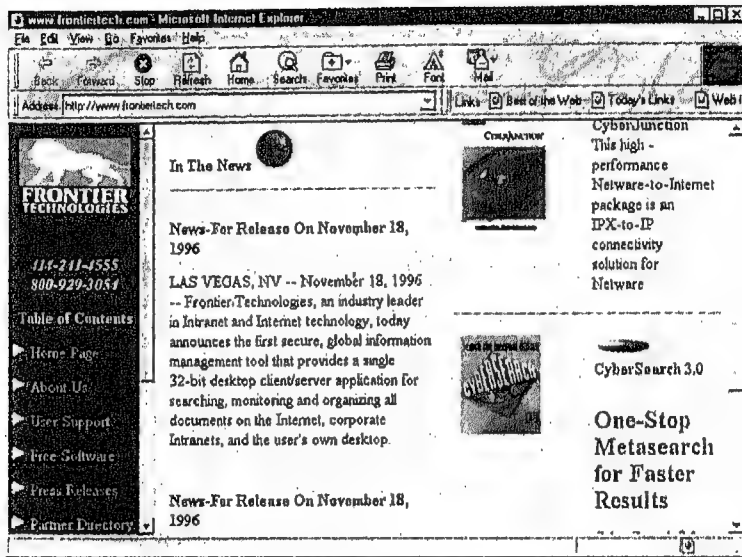 www.frontiertech.com - Microsoft Internet Explorer
File Edit View Go Favorites Help
Back Forward Stop Refresh Home Search Favorites Print Font Mail
Address http://www.frontiertech.com
Links Best of the Web Today's Links Web
FRONTIER
TECHNOLOGIES
414-241-4555
800-929-3054
Table of Contents
Home Page
About Us
User Support
Free Software
Press Releases
Partner Directory
In The News
News-For Release On November 18,
1996
LAS VEGAS, NV -- November 18, 1996
-- Frontier Technologies, an industry leader
in Intranet and Internet technology, today
announces the first secure, global information
management tool that provides a single
32-bit desktop client/server application for
searching, monitoring and organizing all
documents on the Internet, corporate
Intranets, and the user's own desktop.
News-For Release On November 18,
1996
CYBERJUNCTION
CyberJunction
This high -
performance
Netware-to-Internet
package is an
IPX-to-IP
connectivity
solution for
Netware
CyberSearch
CyberSearch 3.0
One-Stop
Metasearch
for Faster
Results